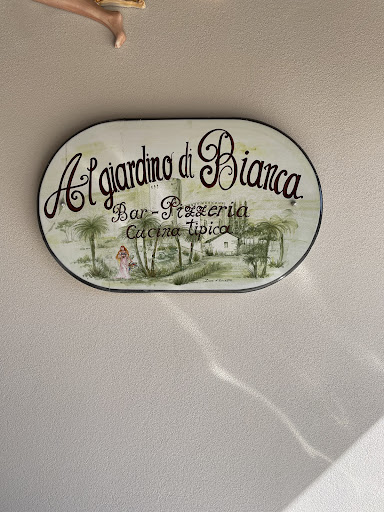 Al giardino di Bianca
Bar-Pizzeria
Cucina tipica